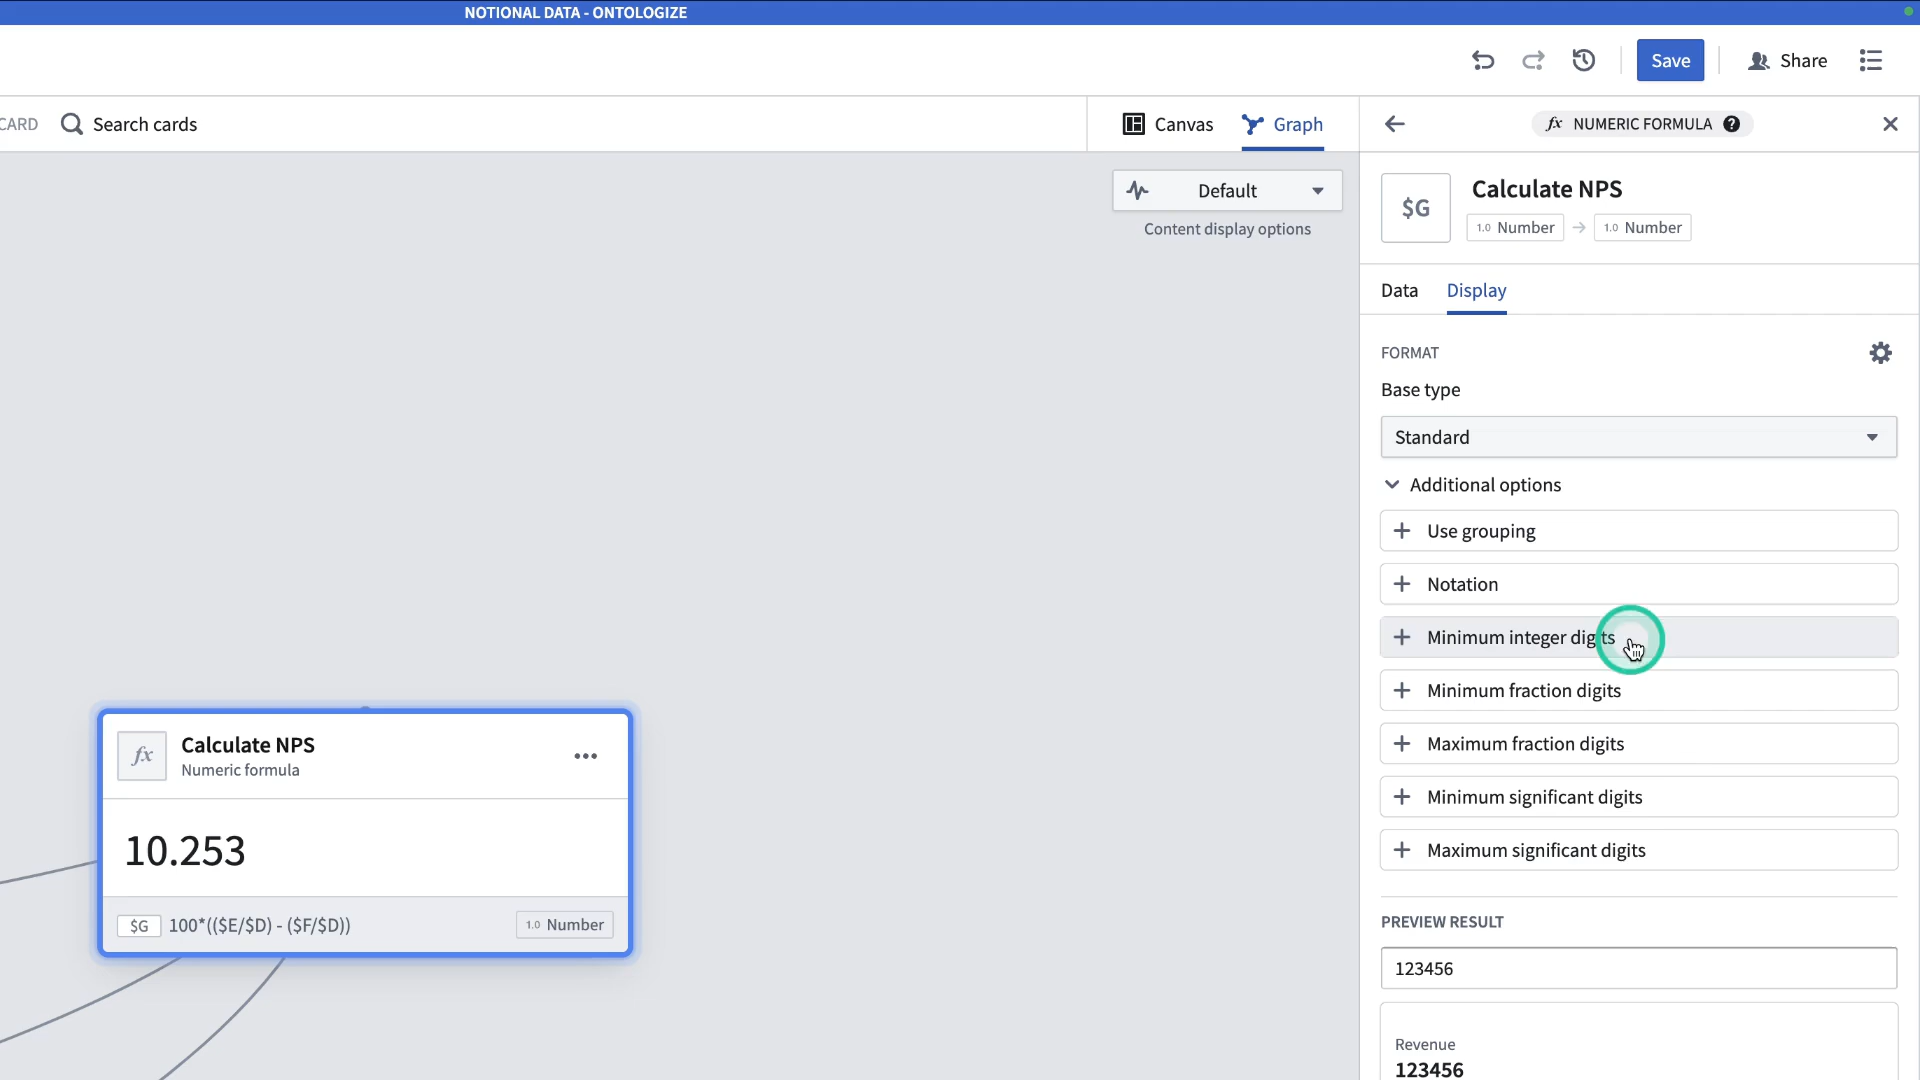 NOTIONAL DATA - ONTOLOGIZE
Save
Share
CARD
Search cards
Canvas
Graph
fx NUMERIC FORMULA ?
Default
Content display options
$G
Calculate NPS
1.0 Number → 1.0 Number
Data
Display
FORMAT
Base type
Standard
Additional options
+ Use grouping
+ Notation
+ Minimum integer digits
+ Minimum fraction digits
+ Maximum fraction digits
+ Minimum significant digits
+ Maximum significant digits
PREVIEW RESULT
123456
Revenue
123456
fx
Calculate NPS
Numeric formula
10.253
$G 100*(($E/$D) - ($F/$D))
1.0 Number